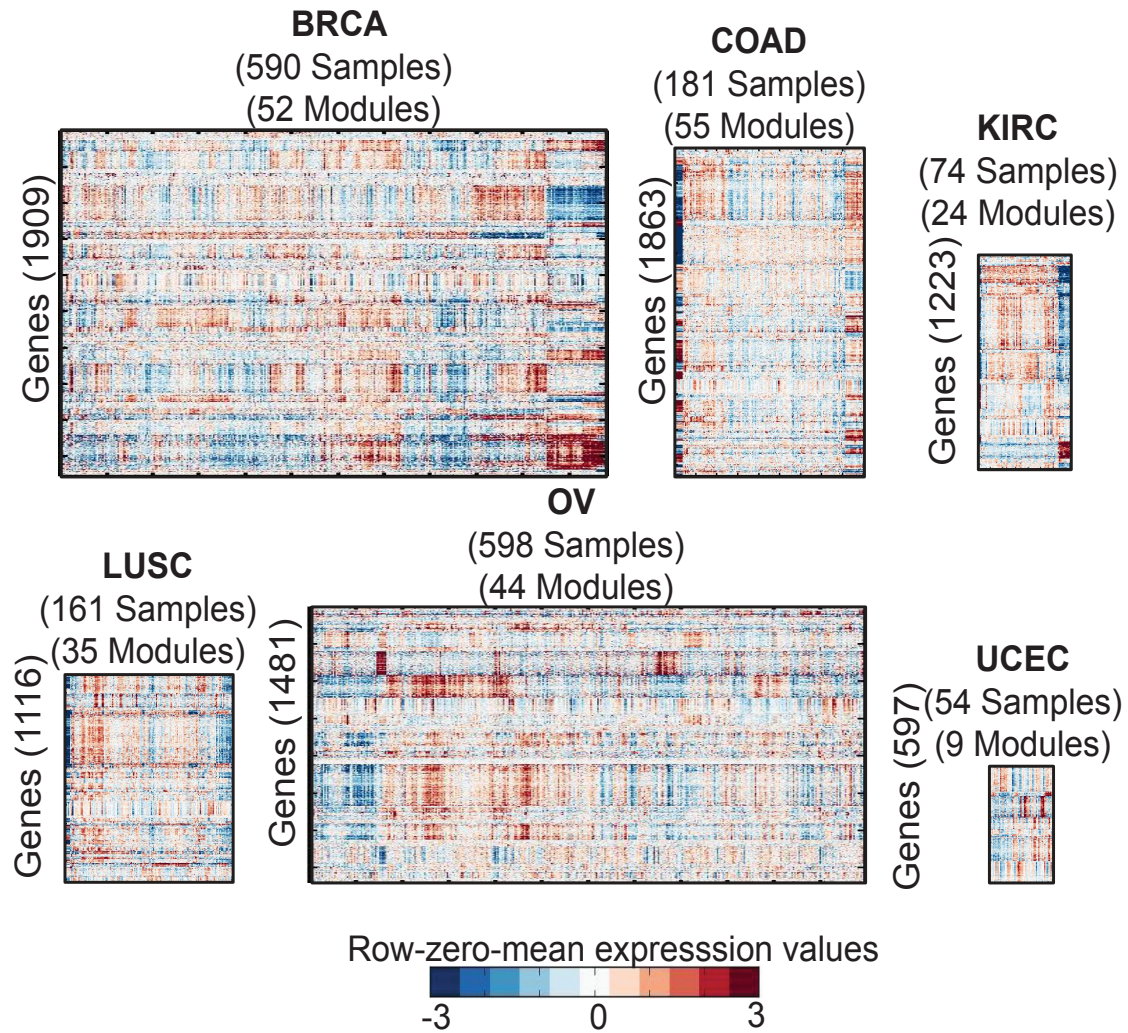 BRCA
(590 Samples)
(52 Modules)
Genes (1909)
COAD
(181 Samples)
(55 Modules)
Genes (1863)
KIRC
(74 Samples)
(24 Modules)
Genes (1223)
LUSC
(161 Samples)
(35 Modules)
Genes (1116)
OV
(598 Samples)
(44 Modules)
Genes (1481)
UCEC
(54 Samples)
(9 Modules)
Genes (597)
Row-zero-mean expresssion values
-3 0 3